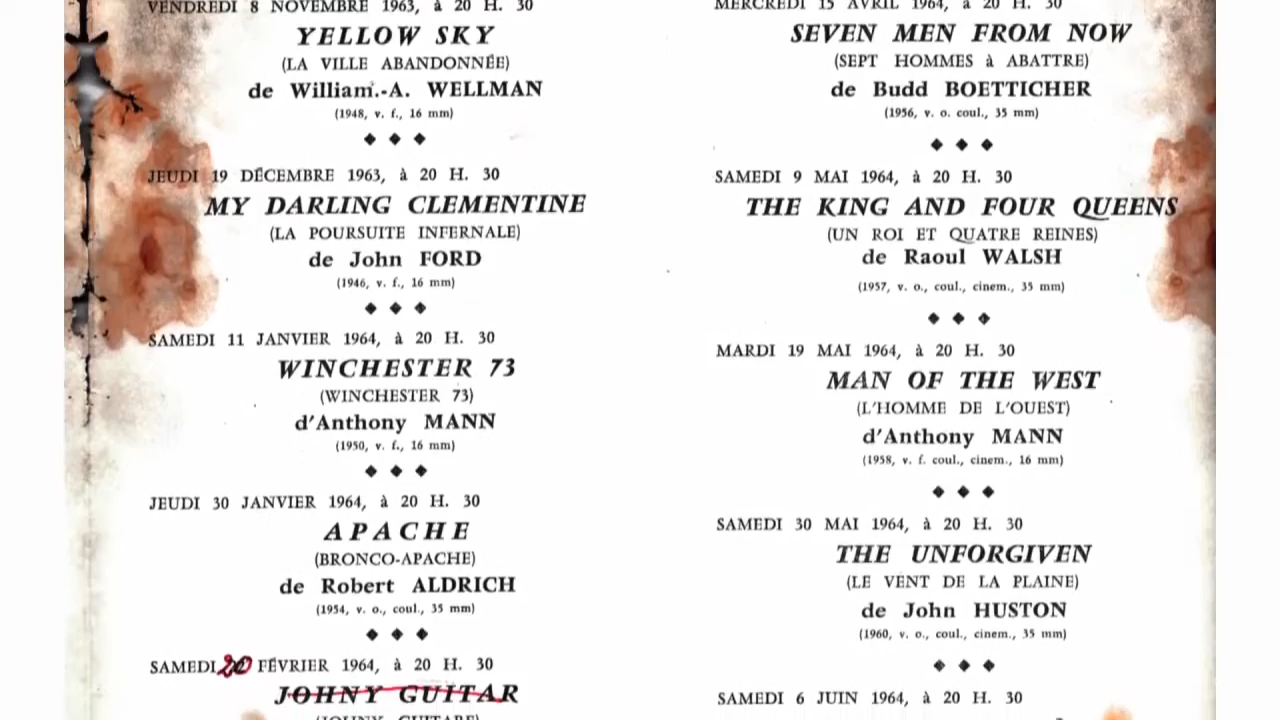 VENDREDI 8 NOVEMBRE 1963, à 20 H. 30
YELLOW SKY
(LA VILLE ABANDONNÉE)
de William.-A. WELLMAN
(1948, v. f., 16 mm)
JEUDI 19 DÉCEMBRE 1963, à 20 H. 30
MY DARLING CLEMENTINE
(LA POURSUITE INFERNALE)
de John FORD
(1946, v. f., 16 mm)
SAMEDI 11 JANVIER 1964, à 20 H. 30
WINCHESTER 73
(WINCHESTER 73)
d'Anthony MANN
(1950, v. f., 16 mm)
JEUDI 30 JANVIER 1964, à 20 H. 30
APACHE
(BRONCO-APACHE)
de Robert ALDRICH
(1954, v. o., coul., 35 mm)
SAMEDI 20 FÉVRIER 1964, à 20 H. 30
JOHNY GUITAR
(JOHNY GUITARE)
MERCREDI 15 AVRIL 1964, à 20 H. 30
SEVEN MEN FROM NOW
(SEPT HOMMES à ABATTRE)
de Budd BOETTICHER
(1956, v. o. coul., 35 mm)
SAMEDI 9 MAI 1964, à 20 H. 30
THE KING AND FOUR QUEENS
(UN ROI ET QUATRE REINES)
de Raoul WALSH
(1957, v. o., coul., cinem., 35 mm)
MARDI 19 MAI 1964, à 20 H. 30
MAN OF THE WEST
(L'HOMME DE L'OUEST)
d'Anthony MANN
(1958, v. f. coul., cinem., 16 mm)
SAMEDI 30 MAI 1964, à 20 H. 30
THE UNFORGIVEN
(LE VENT DE LA PLAINE)
de John HUSTON
(1960, v. o., coul., cinem., 35 mm)
SAMEDI 6 JUIN 1964, à 20 H. 30